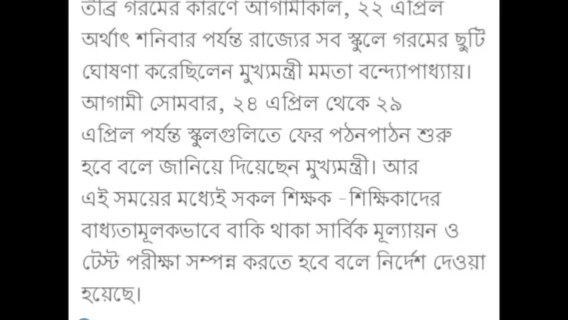 তীব্র গরমের কারণে আগামীকাল, ২২ এপ্রিল
অর্থাৎ শনিবার পর্যন্ত রাজ্যের সব স্কুলে গরমের ছুটি
ঘোষণা করেছিলেন মুখ্যমন্ত্রী মমতা বন্দ্যোপাধ্যায়।
আগামী সোমবার, ২৪ এপ্রিল থেকে ২৯
এপ্রিল পর্যন্ত স্কুলগুলিতে ফের পঠনপাঠন শুরু
হবে বলে জানিয়ে দিয়েছেন মুখ্যমন্ত্রী। আর
এই সময়ের মধ্যেই সকল শিক্ষক -শিক্ষিকাদের
বাধ্যতামূলকভাবে বাকি থাকা সার্বিক মূল্যায়ন ও
টেস্ট পরীক্ষা সম্পন্ন করতে হবে বলে নির্দেশ দেওয়া
হয়েছে।